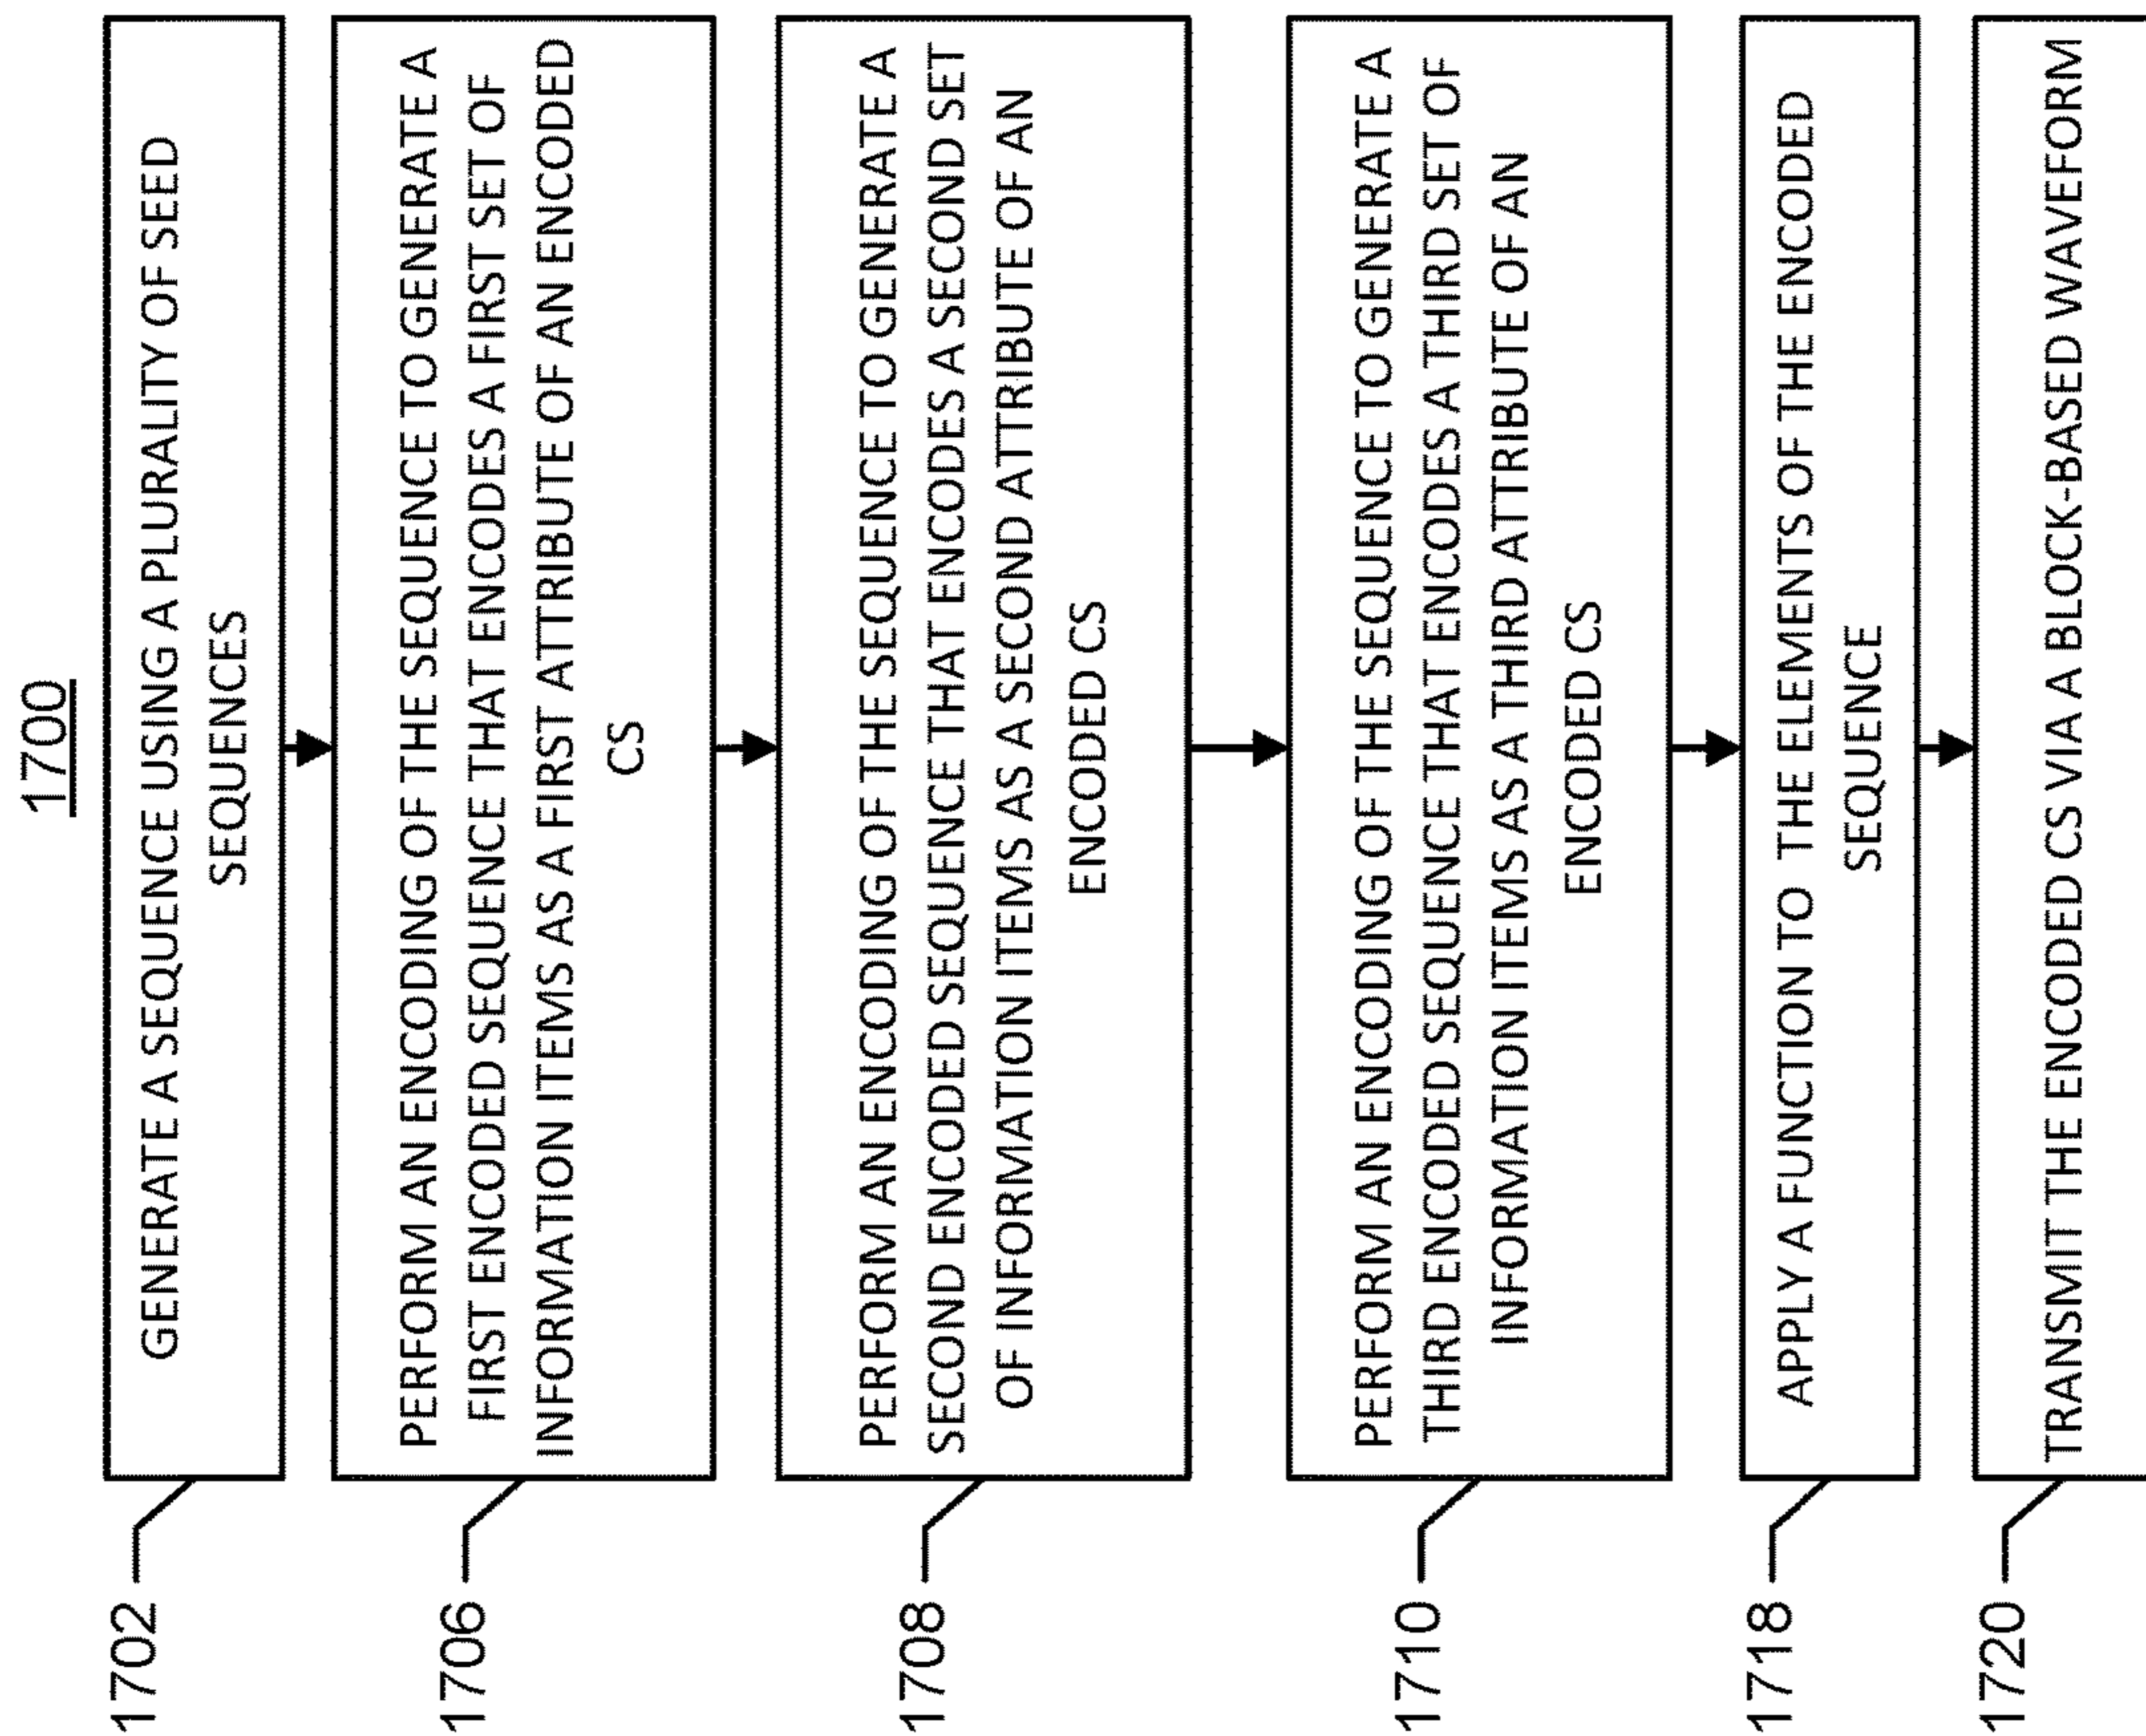 1700
1702
GENERATE A SEQUENCE USING A PLURALITY OF SEED
SEQUENCES
1706
PERFORM AN ENCODING OF THE SEQUENCE TO GENERATE A
FIRST ENCODED SEQUENCE THAT ENCODES A FIRST SET OF
INFORMATION ITEMS AS A FIRST ATTRIBUTE OF AN ENCODED
CS
1708
PERFORM AN ENCODING OF THE SEQUENCE TO GENERATE A
SECOND ENCODED SEQUENCE THAT ENCODES A SECOND SET
OF INFORMATION ITEMS AS A SECOND ATTRIBUTE OF AN
ENCODED CS
1710
PERFORM AN ENCODING OF THE SEQUENCE TO GENERATE A
THIRD ENCODED SEQUENCE THAT ENCODES A THIRD SET OF
INFORMATION ITEMS AS A THIRD ATTRIBUTE OF AN
ENCODED CS
1718
APPLY A FUNCTION TO THE ELEMENTS OF THE ENCODED
SEQUENCE
1720
TRANSMIT THE ENCODED CS VIA A BLOCK-BASED WAVEFORM